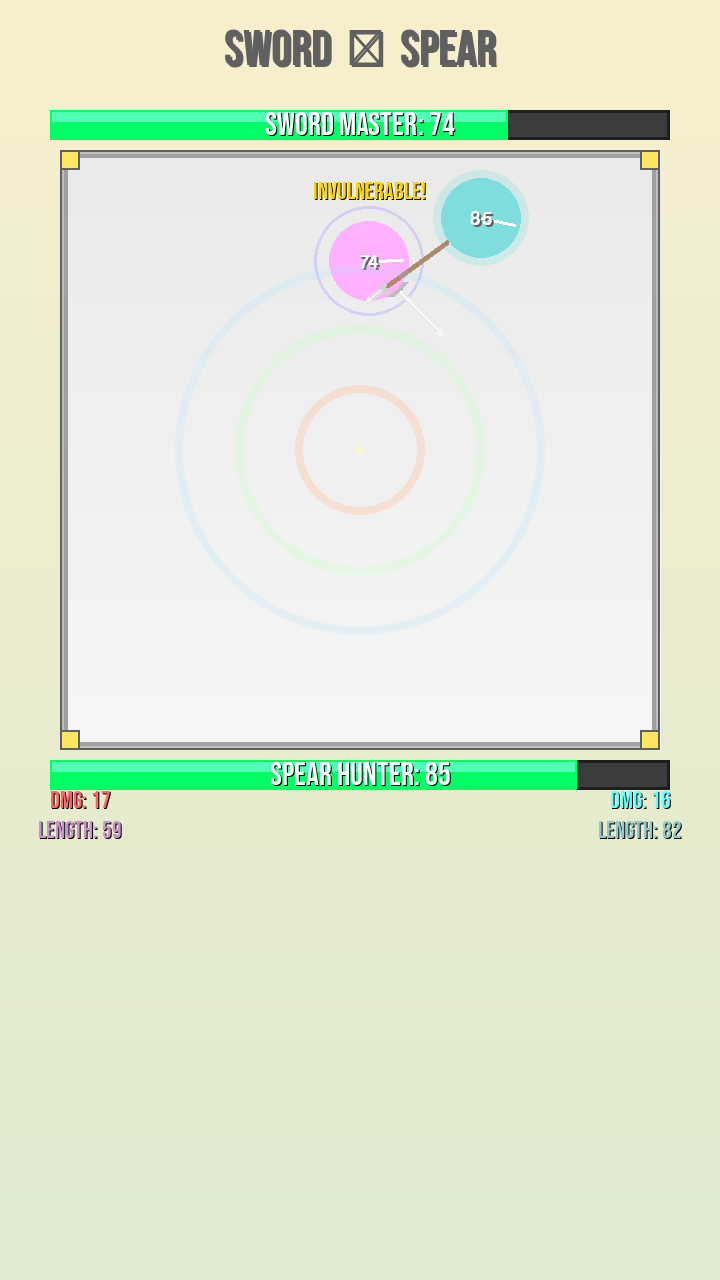 SWORD ☒ SPEAR
SWORD MASTER: 74
INVULNERABLE!
85
74
SPEAR HUNTER: 85
DMG: 17
DMG: 16
LENGTH: 59
LENGTH: 82